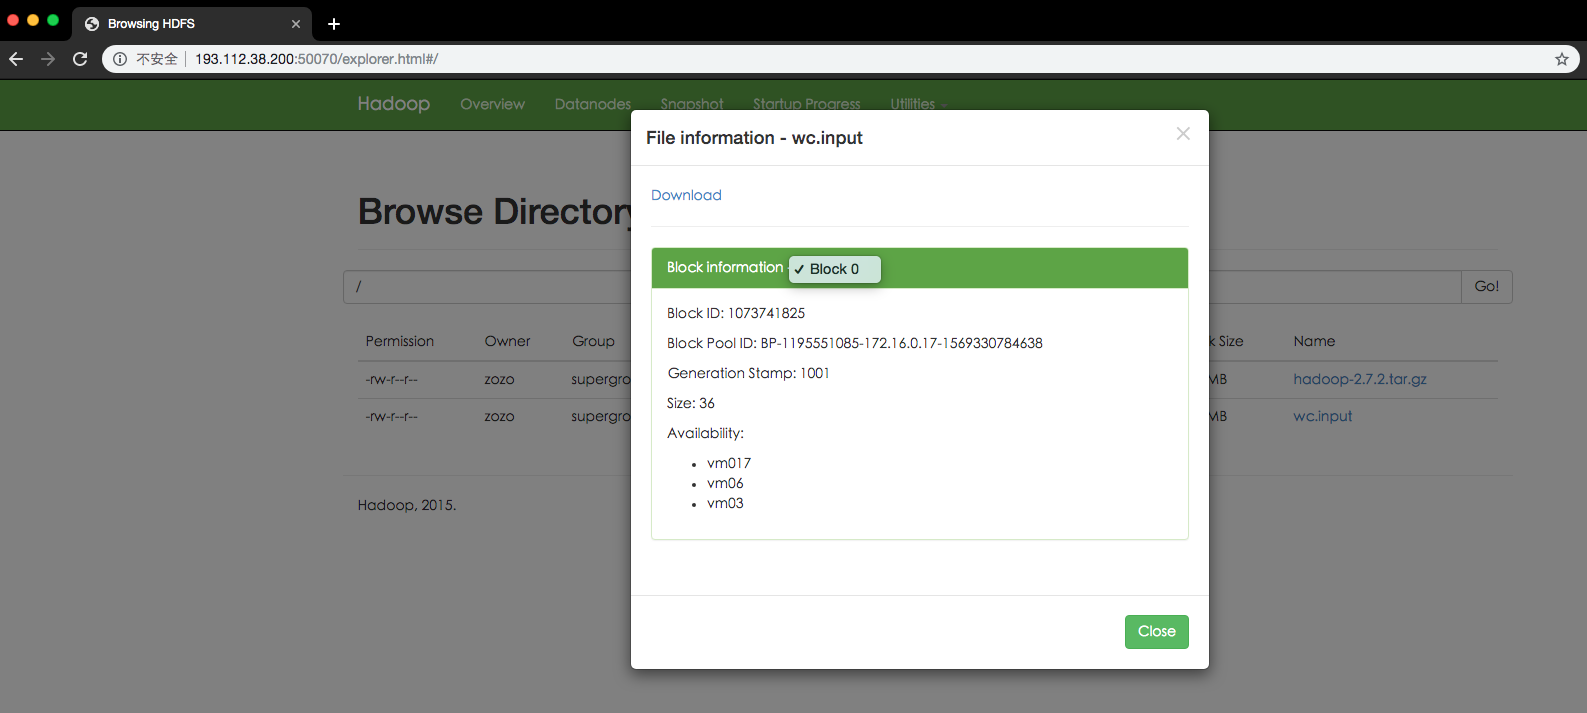 Browsing HDFS
不安全 193.112.38.200:50070/explorer.html#/
Hadoop Overview Datanodes Snapshot Startup Progress Utilities
File information - wc.input
Download
Browse Directory
Block information - Block 0
/ Go!
Block ID: 1073741825
Block Pool ID: BP-1195551085-172.16.0.17-1569330784638
Generation Stamp: 1001
Size: 36
Availability:
vm017
vm06
vm03
Close
Permission Owner Group k Size Name
-rw-r--r-- zozo supergro MB hadoop-2.7.2.tar.gz
-rw-r--r-- zozo supergro MB wc.input
Hadoop, 2015.